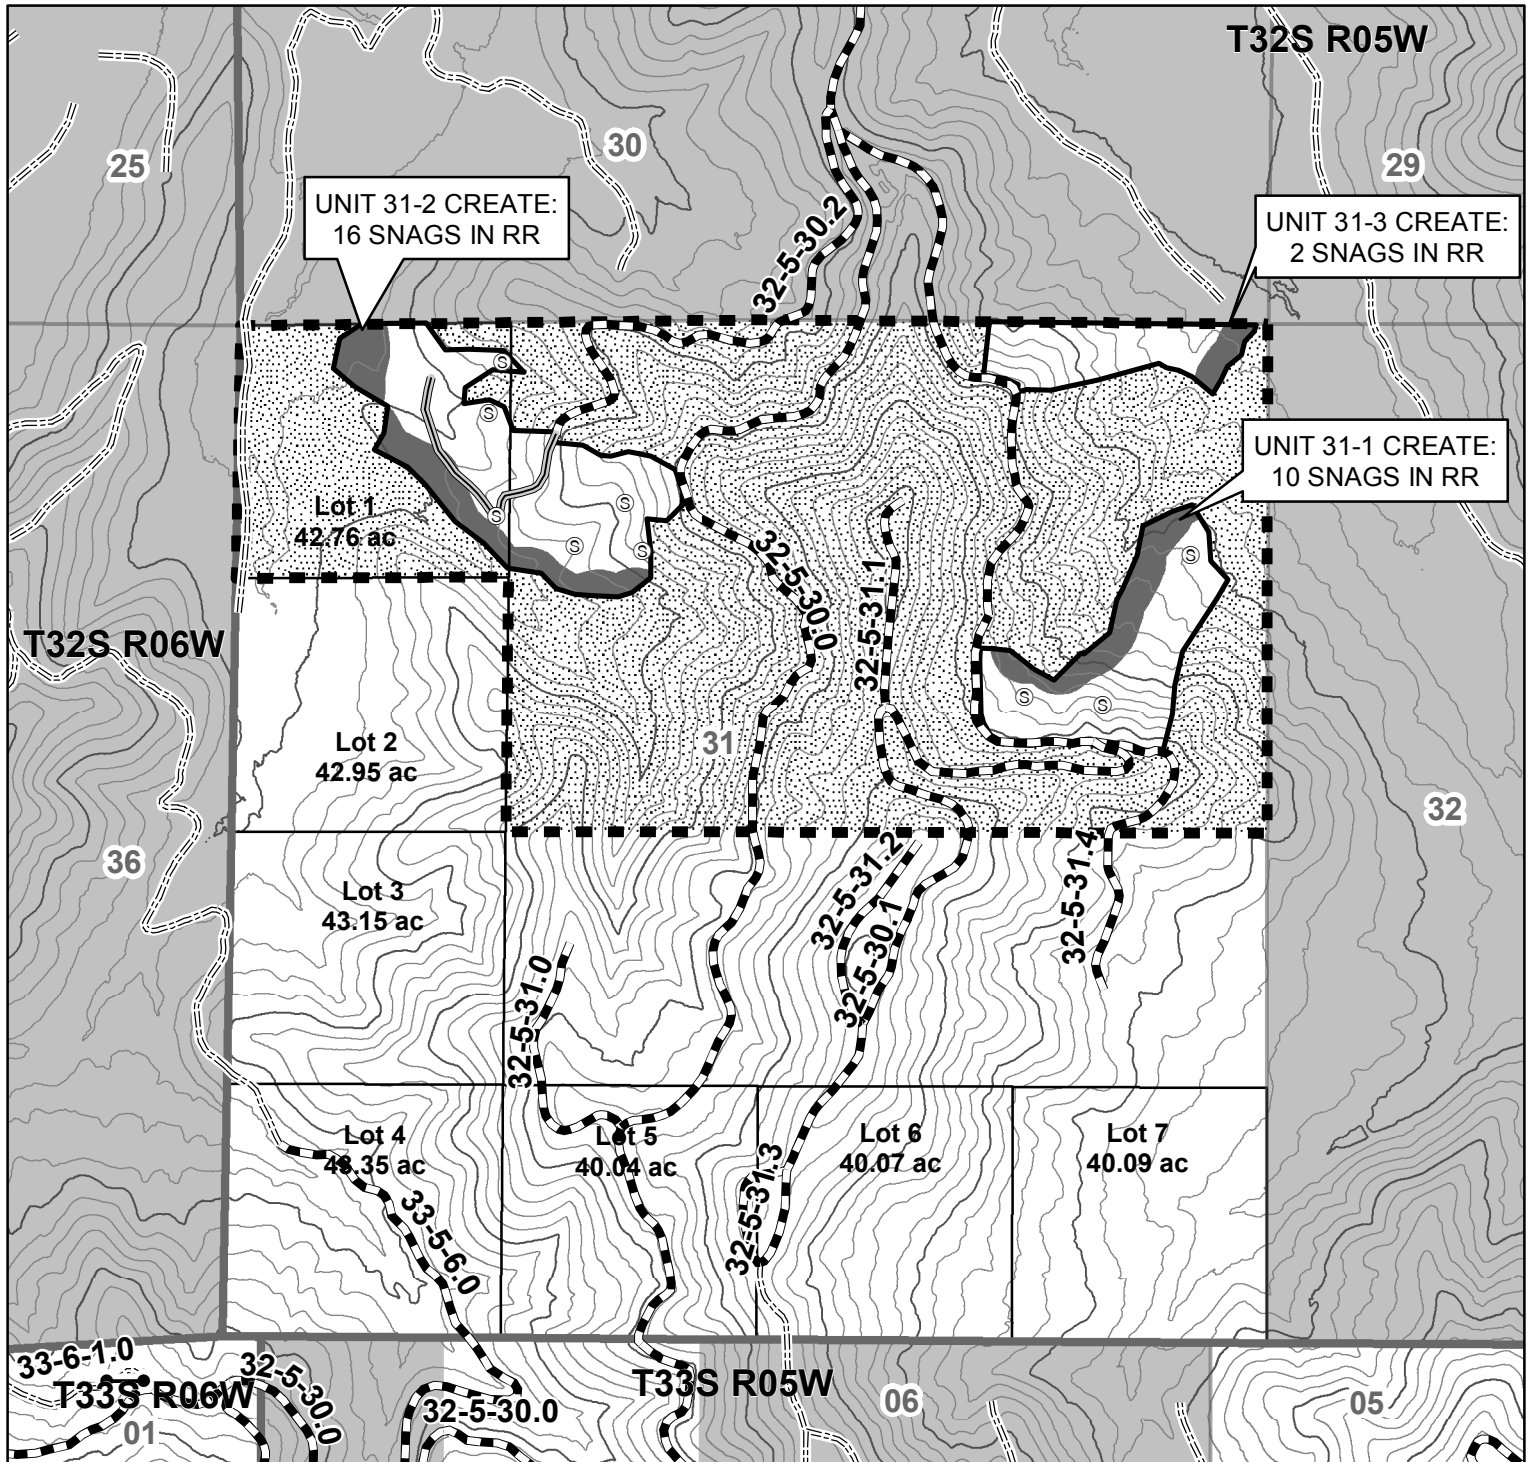 T32S R05W
25
30
29
UNIT 31-2 CREATE:
16 SNAGS IN RR
UNIT 31-3 CREATE:
2 SNAGS IN RR
32-5-30.2
UNIT 31-1 CREATE:
10 SNAGS IN RR
S
S
S
S
S
S
S
S
S
Lot 1
42.76 ac
32-5-30.0
32-5-31.1
T32S R06W
Lot 2
42.95 ac
31
32
36
Lot 3
43.15 ac
32-5-31.2
32-5-31.4
32-5-30.1
32-5-31.0
Lot 4
43.35 ac
Lot 5
40.04 ac
Lot 6
40.07 ac
Lot 7
40.09 ac
32-5-31.3
33-5-6.0
33-6-1.0
T33S R06W
32-5-30.0
01
32-5-30.0
T33S R05W
06
05